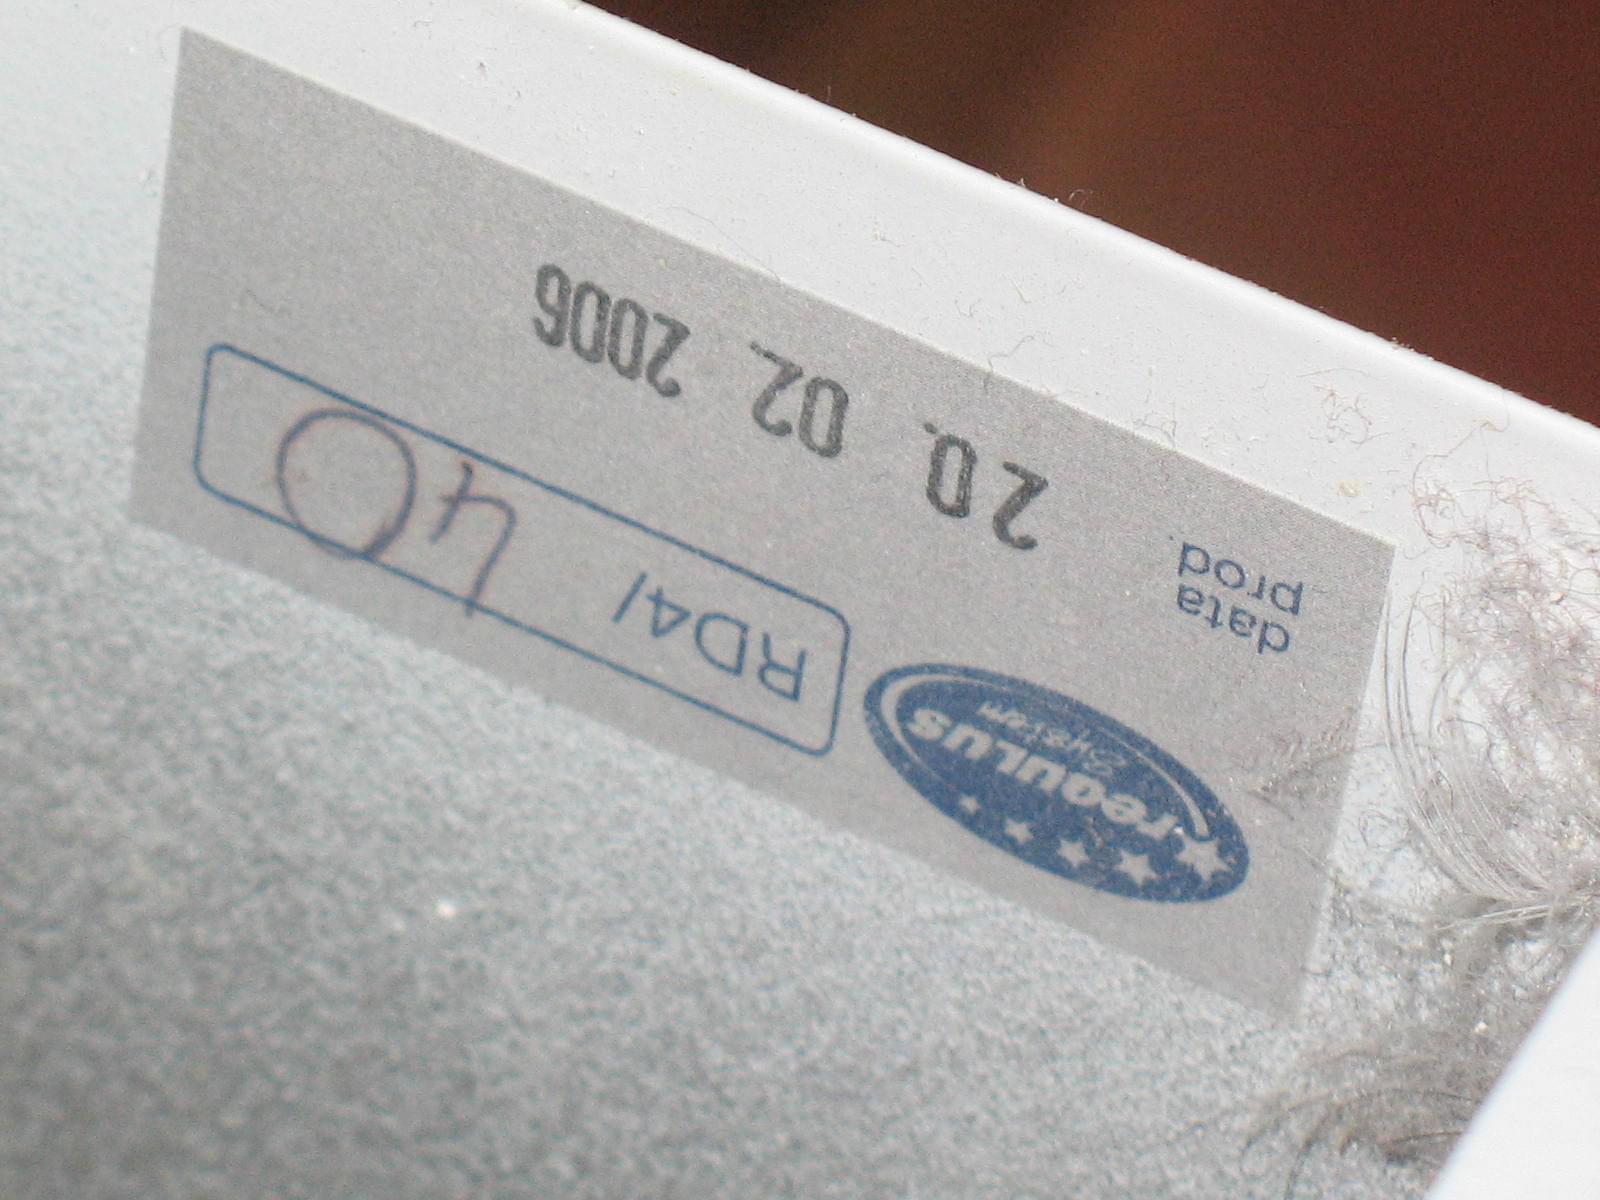 regULUS
System
RD4/ 40
data
prod. 20. 02. 2006